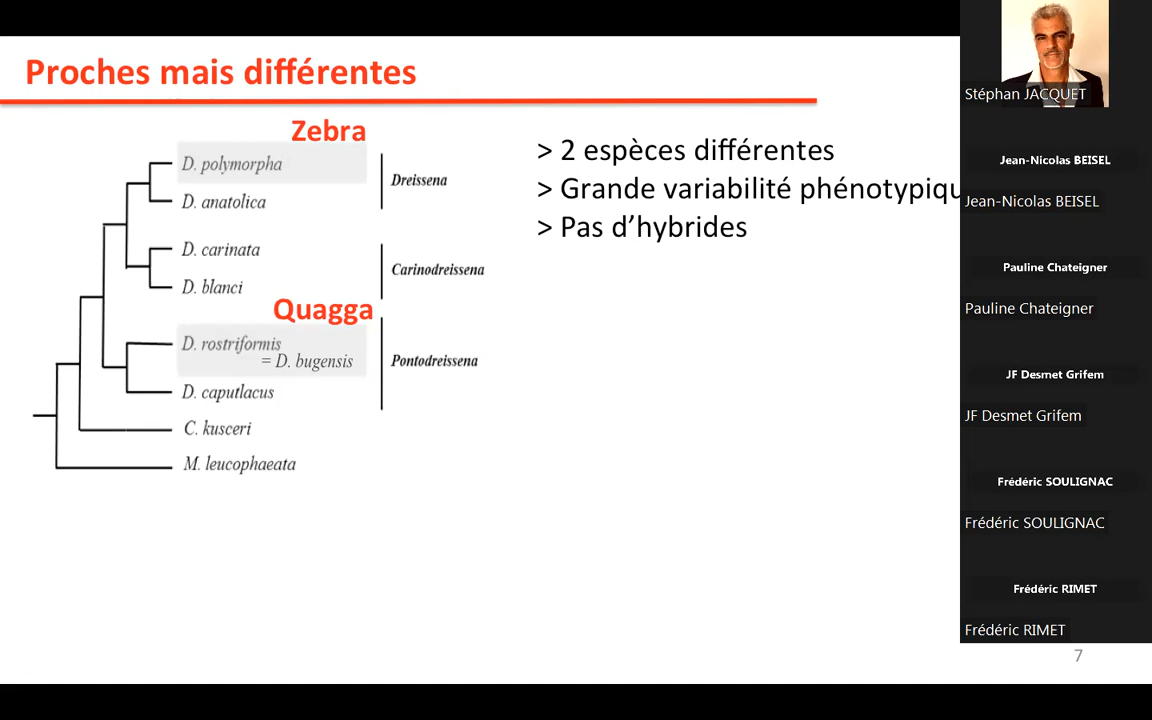 Proches mais différentes
Zebra
D. polymorpha
D. anatolica
Dreissena
D. carinata
D. blanci
Carinodreissena
Quagga
D. rostriformis
= D. bugensis
D. caputlacus
Pontodreissena
C. kusceri
M. leucophaeata
> 2 espèces différentes
> Grande variabilité phénotypiqu
> Pas d’hybrides
Stéphan JACQUET
Jean-Nicolas BEISEL
Jean-Nicolas BEISEL
Pauline Chateigner
Pauline Chateigner
JF Desmet Grifem
JF Desmet Grifem
Frédéric SOULIGNAC
Frédéric SOULIGNAC
Frédéric RIMET
Frédéric RIMET
7